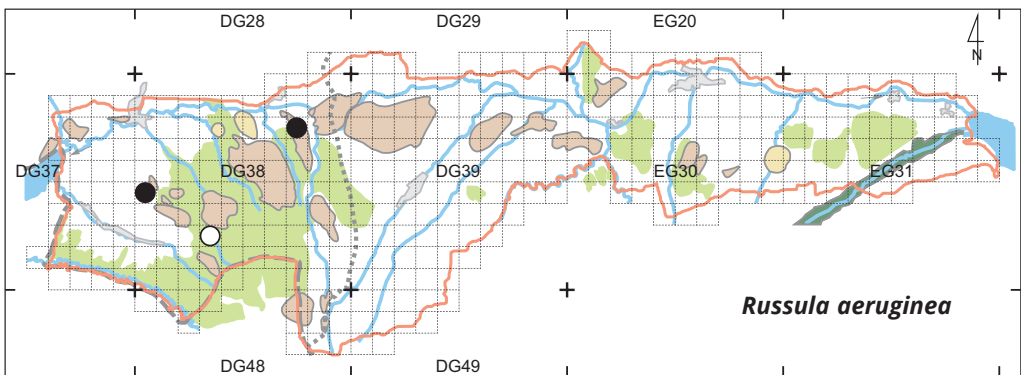 DG28 DG29 EG20
N
DG37 DG38 DG39 EG30 EG31
Russula aeruginea
DG48 DG49